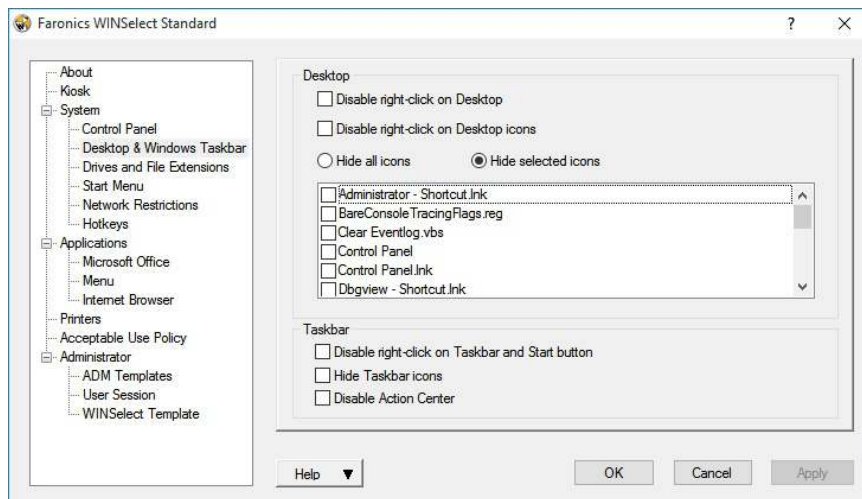 Faronics WINSelect Standard
?
About
Kiosk
System
Control Panel
Desktop & Windows Taskbar
Drives and File Extensions
Start Menu
Network Restrictions
Hotkeys
Applications
Microsoft Office
Menu
Internet Browser
Printers
Acceptable Use Policy
Administrator
ADM Templates
User Session
WINSelect Template
Desktop
Disable right-click on Desktop
Disable right-click on Desktop icons
Hide all icons Hide selected icons
Administrator - Shortcut.lnk
BareConsoleTracingFlags.reg
Clear Eventlog.vbs
Control Panel
Control Panel.lnk
Dbgview - Shortcut.lnk
Taskbar
Disable right-click on Taskbar and Start button
Hide Taskbar icons
Disable Action Center
Help OK Cancel Apply